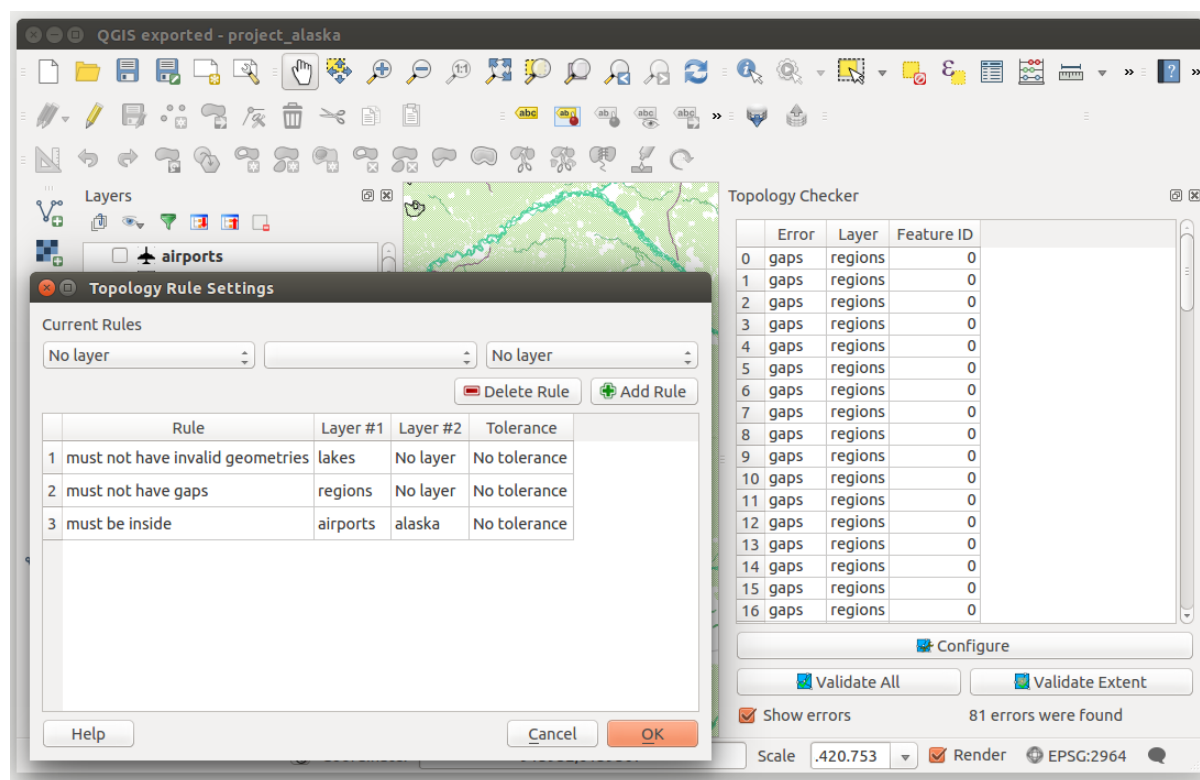 QGIS exported - project_alaska
Layers
airports
Topology Rule Settings
Current Rules
No layer No layer
Delete Rule Add Rule
Rule Layer #1 Layer #2 Tolerance
1 must not have invalid geometries lakes No layer No tolerance
2 must not have gaps regions No layer No tolerance
3 must be inside airports alaska No tolerance
Help Cancel OK
Topology Checker
Error Layer Feature ID
0 gaps regions 0
1 gaps regions 0
2 gaps regions 0
3 gaps regions 0
4 gaps regions 0
5 gaps regions 0
6 gaps regions 0
7 gaps regions 0
8 gaps regions 0
9 gaps regions 0
10 gaps regions 0
11 gaps regions 0
12 gaps regions 0
13 gaps regions 0
14 gaps regions 0
15 gaps regions 0
16 gaps regions 0
Configure
Validate All Validate Extent
Show errors 81 errors were found
Scale .420.753 Render EPSG:2964